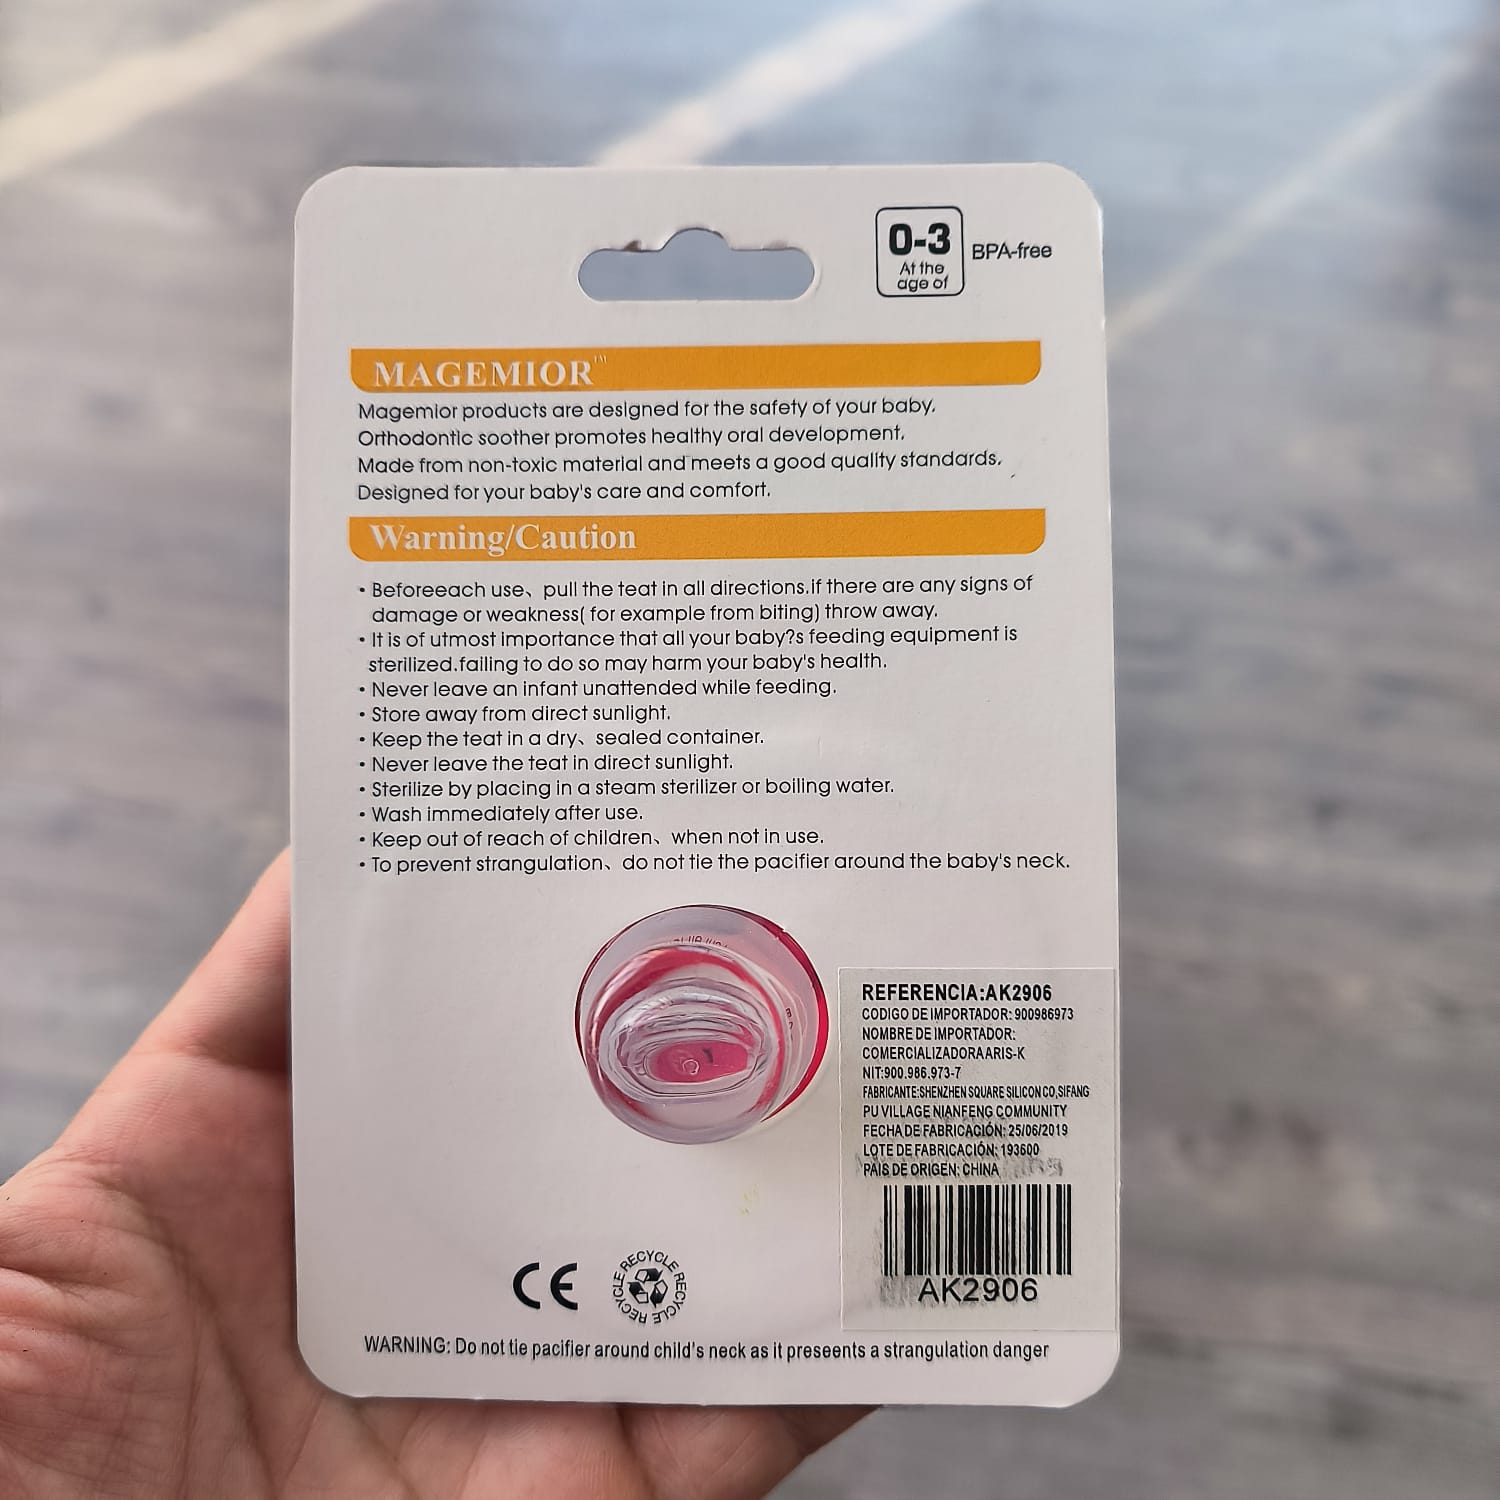 0-3
At the
age of
BPA-free
MAGEMIOR™
Magemior products are designed for the safety of your baby.
Orthodontic soother promotes healthy oral development.
Made from non-toxic material and meets a good quality standards.
Designed for your baby's care and comfort.
Warning/Caution
• Beforeeach use、pull the teat in all directions.if there are any signs of
damage or weakness( for example from biting) throw away.
• It is of utmost importance that all your baby?s feeding equipment is
sterilized.failing to do so may harm your baby's health.
• Never leave an infant unattended while feeding.
• Store away from direct sunlight.
• Keep the teat in a dry、sealed container.
• Never leave the teat in direct sunlight.
• Sterilize by placing in a steam sterilizer or boiling water.
• Wash immediately after use.
• Keep out of reach of children、when not in use.
• To prevent strangulation、do not tie the pacifier around the baby's neck.
REFERENCIA:AK2906
CODIGO DE IMPORTADOR: 900986973
NOMBRE DE IMPORTADOR:
COMERCIALIZADORA ARIS-K
NIT:900.986.973-7
FABRICANTE:SHENZHEN SQUARE SILICON CO,SIFANG
PU VILLAGE NIANFENG COMMUNITY
FECHA DE FABRICACIÓN: 25/06/2019
LOTE DE FABRICACIÓN: 193600
PAIS DE ORIGEN: CHINA
AK2906
CE
RECYCLE RECYCLE RECYCLE
WARNING: Do not tie pacifier around child's neck as it preseents a strangulation danger